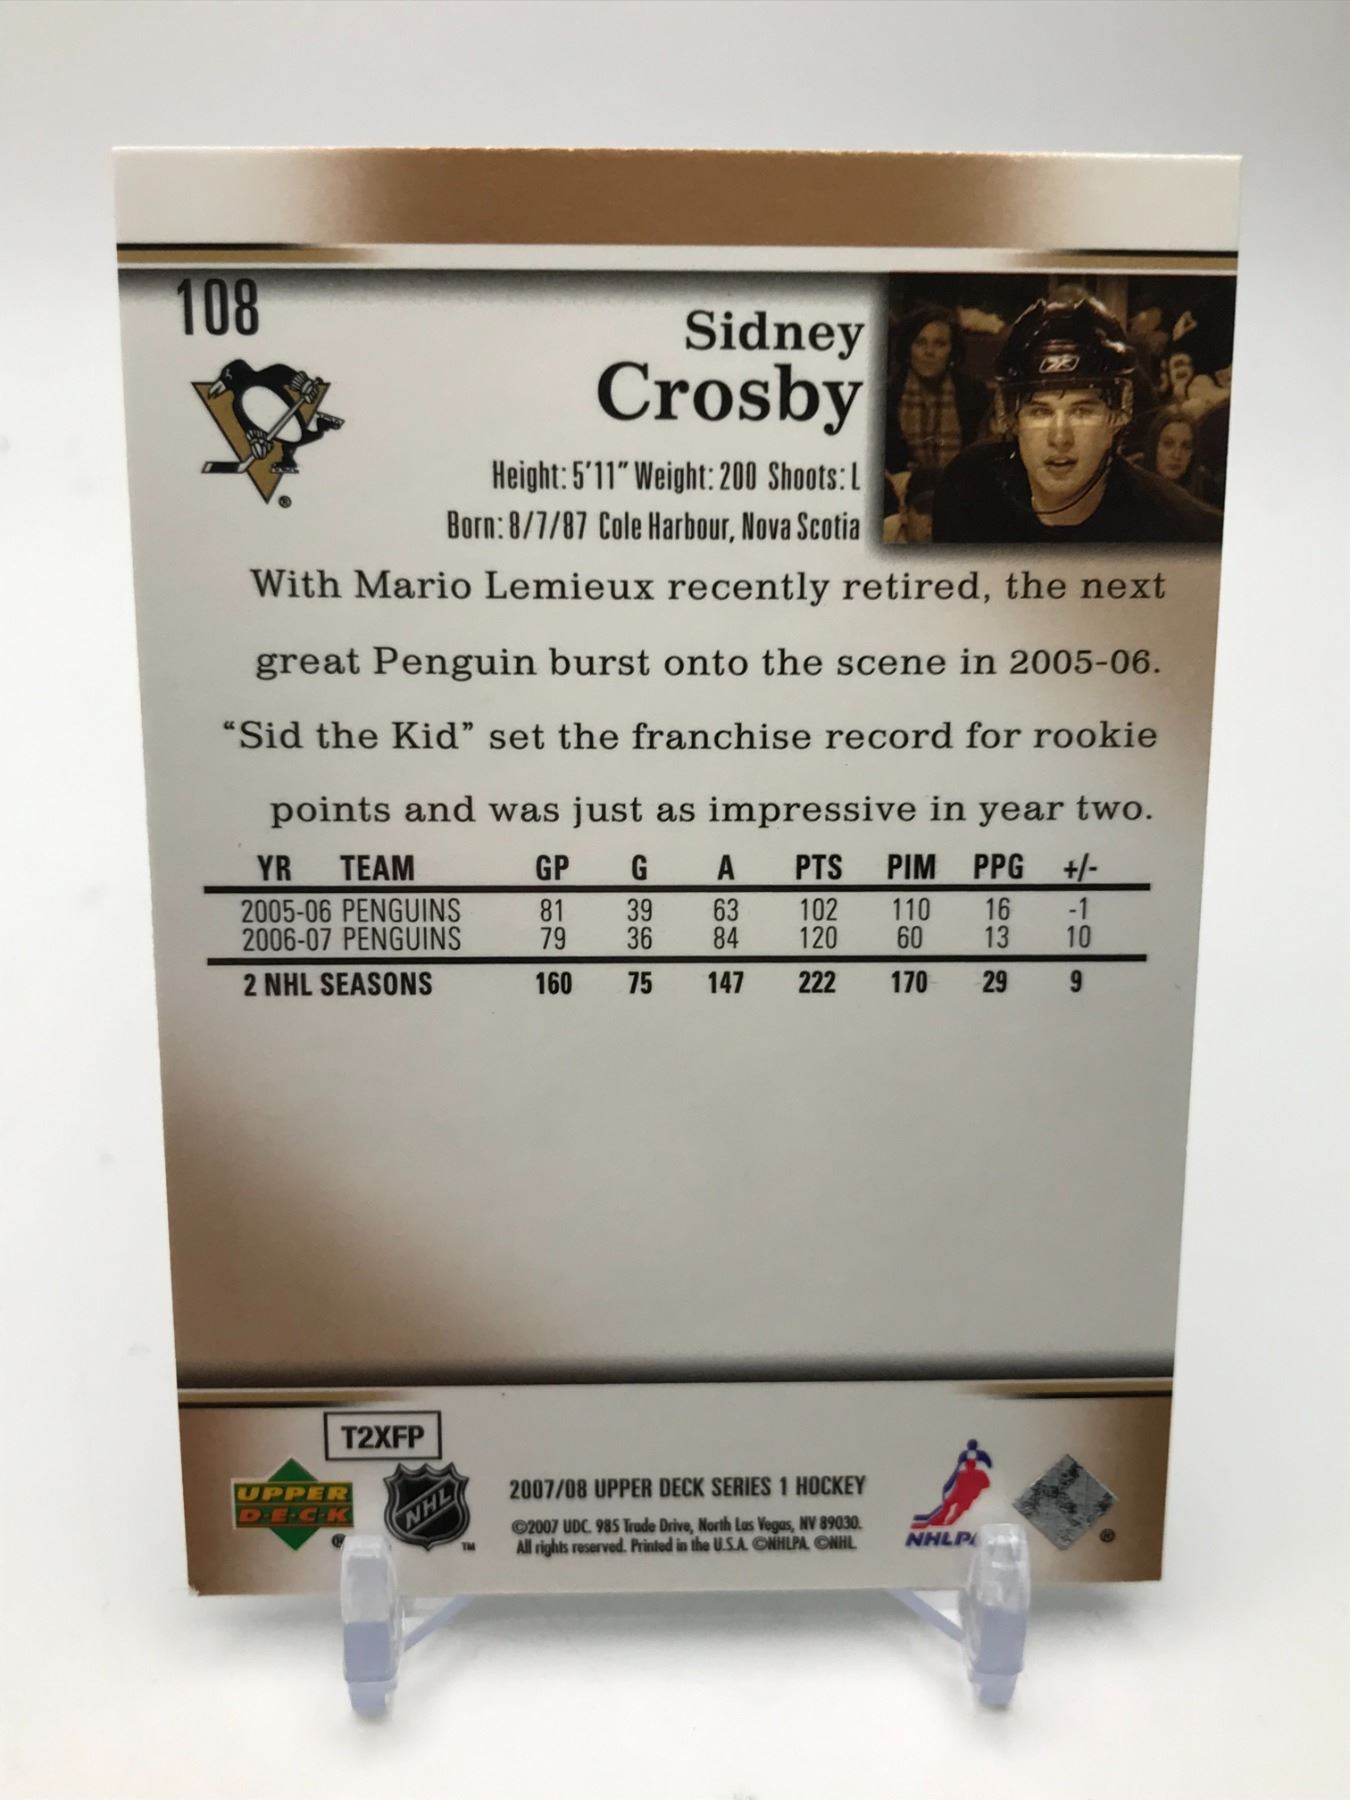 108
Sidney
Crosby
Height: 5'11" Weight: 200 Shoots: L
Born: 8/7/87 Cole Harbour, Nova Scotia
With Mario Lemieux recently retired, the next
great Penguin burst onto the scene in 2005-06.
“Sid the Kid” set the franchise record for rookie
points and was just as impressive in year two.
YR TEAM GP G A PTS PIM PPG +/-
2005-06 PENGUINS 81 39 63 102 110 16 -1
2006-07 PENGUINS 79 36 84 120 60 13 10
2 NHL SEASONS 160 75 147 222 170 29 9
T2XFP
UPPER
D·E·C·K
®
NHL
™
2007/08 UPPER DECK SERIES 1 HOCKEY
©2007 UDC. 985 Trade Drive, North Las Vegas, NV 89030.
All rights reserved. Printed in the U.S.A. ©NHLPA. ©NHL
NHLPA
®